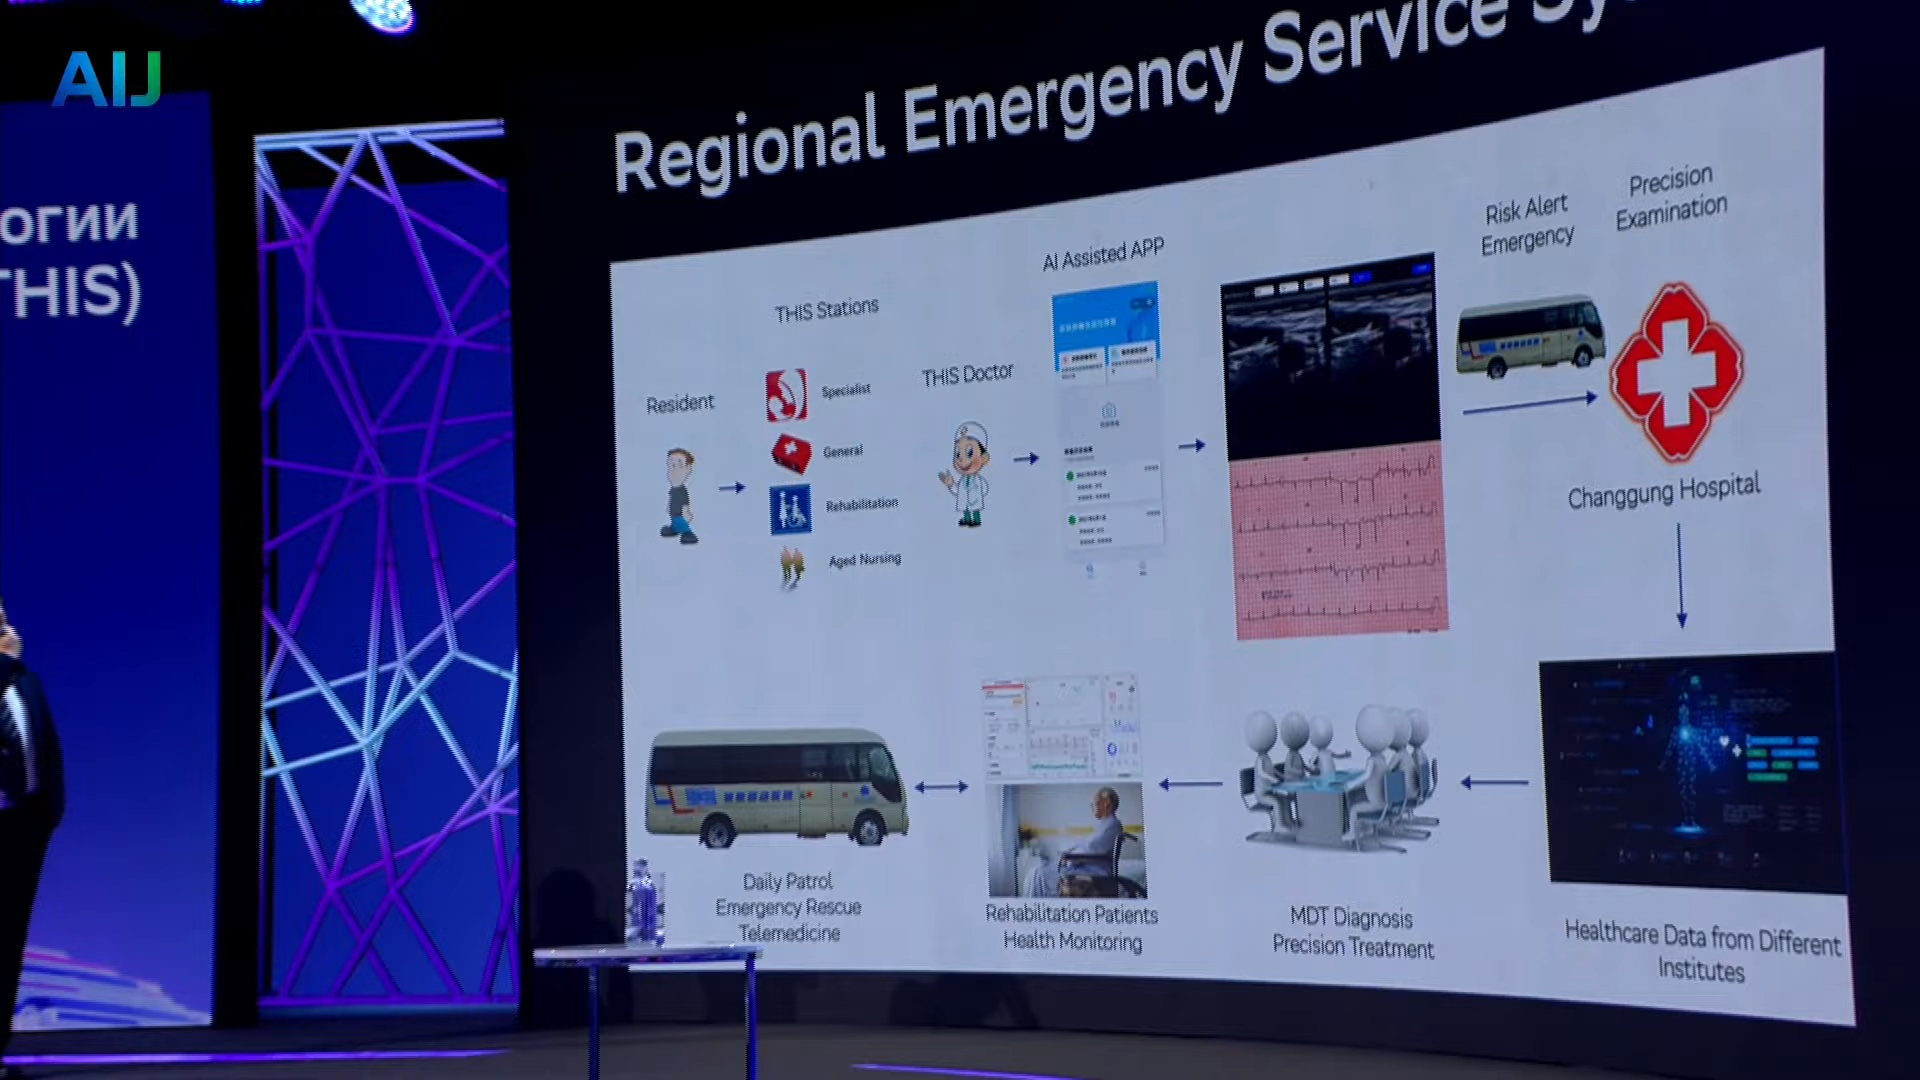 AIJ
ОГИИ
THIS)
Regional Emergency Service Sy
Resident
THIS Stations
Specialist
General
Rehabilitation
Aged Nursing
THIS Doctor
AI Assisted APP
Risk Alert
Emergency
Precision
Examination
Changgung Hospital
Daily Patrol
Emergency Rescue
Telemedicine
Rehabilitation Patients
Health Monitoring
MDT Diagnosis
Precision Treatment
Healthcare Data from Different
Institutes